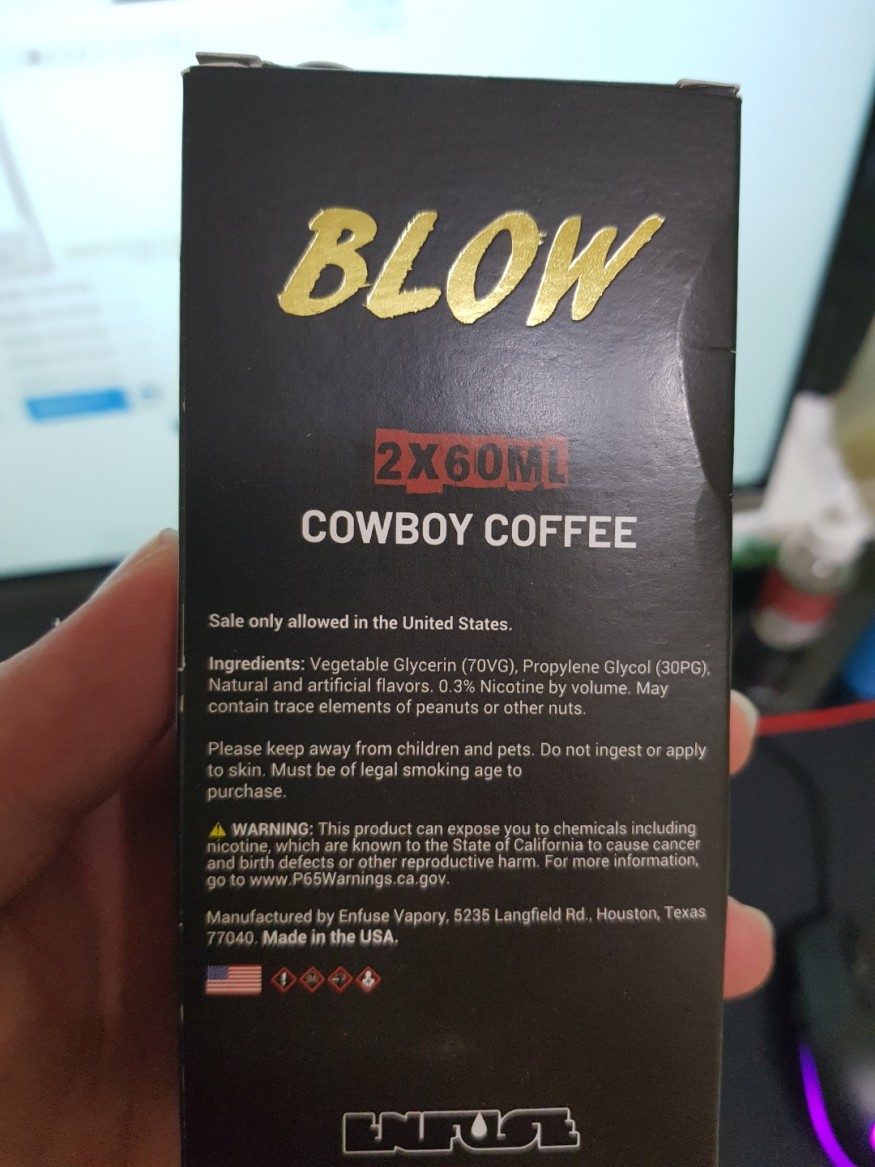 BLOW
2X60ML
COWBOY COFFEE
Sale only allowed in the United States.
Ingredients: Vegetable Glycerin (70VG), Propylene Glycol (30PG),
Natural and artificial flavors. 0.3% Nicotine by volume. May
contain trace elements of peanuts or other nuts.
Please keep away from children and pets. Do not ingest or apply
to skin. Must be of legal smoking age to
purchase.
WARNING: This product can expose you to chemicals including
nicotine, which are known to the State of California to cause cancer
and birth defects or other reproductive harm. For more information,
go to www.P65Warnings.ca.gov.
Manufactured by Enfuse Vapory, 5235 Langfield Rd., Houston, Texas
77040. Made in the USA.
ENFUSE